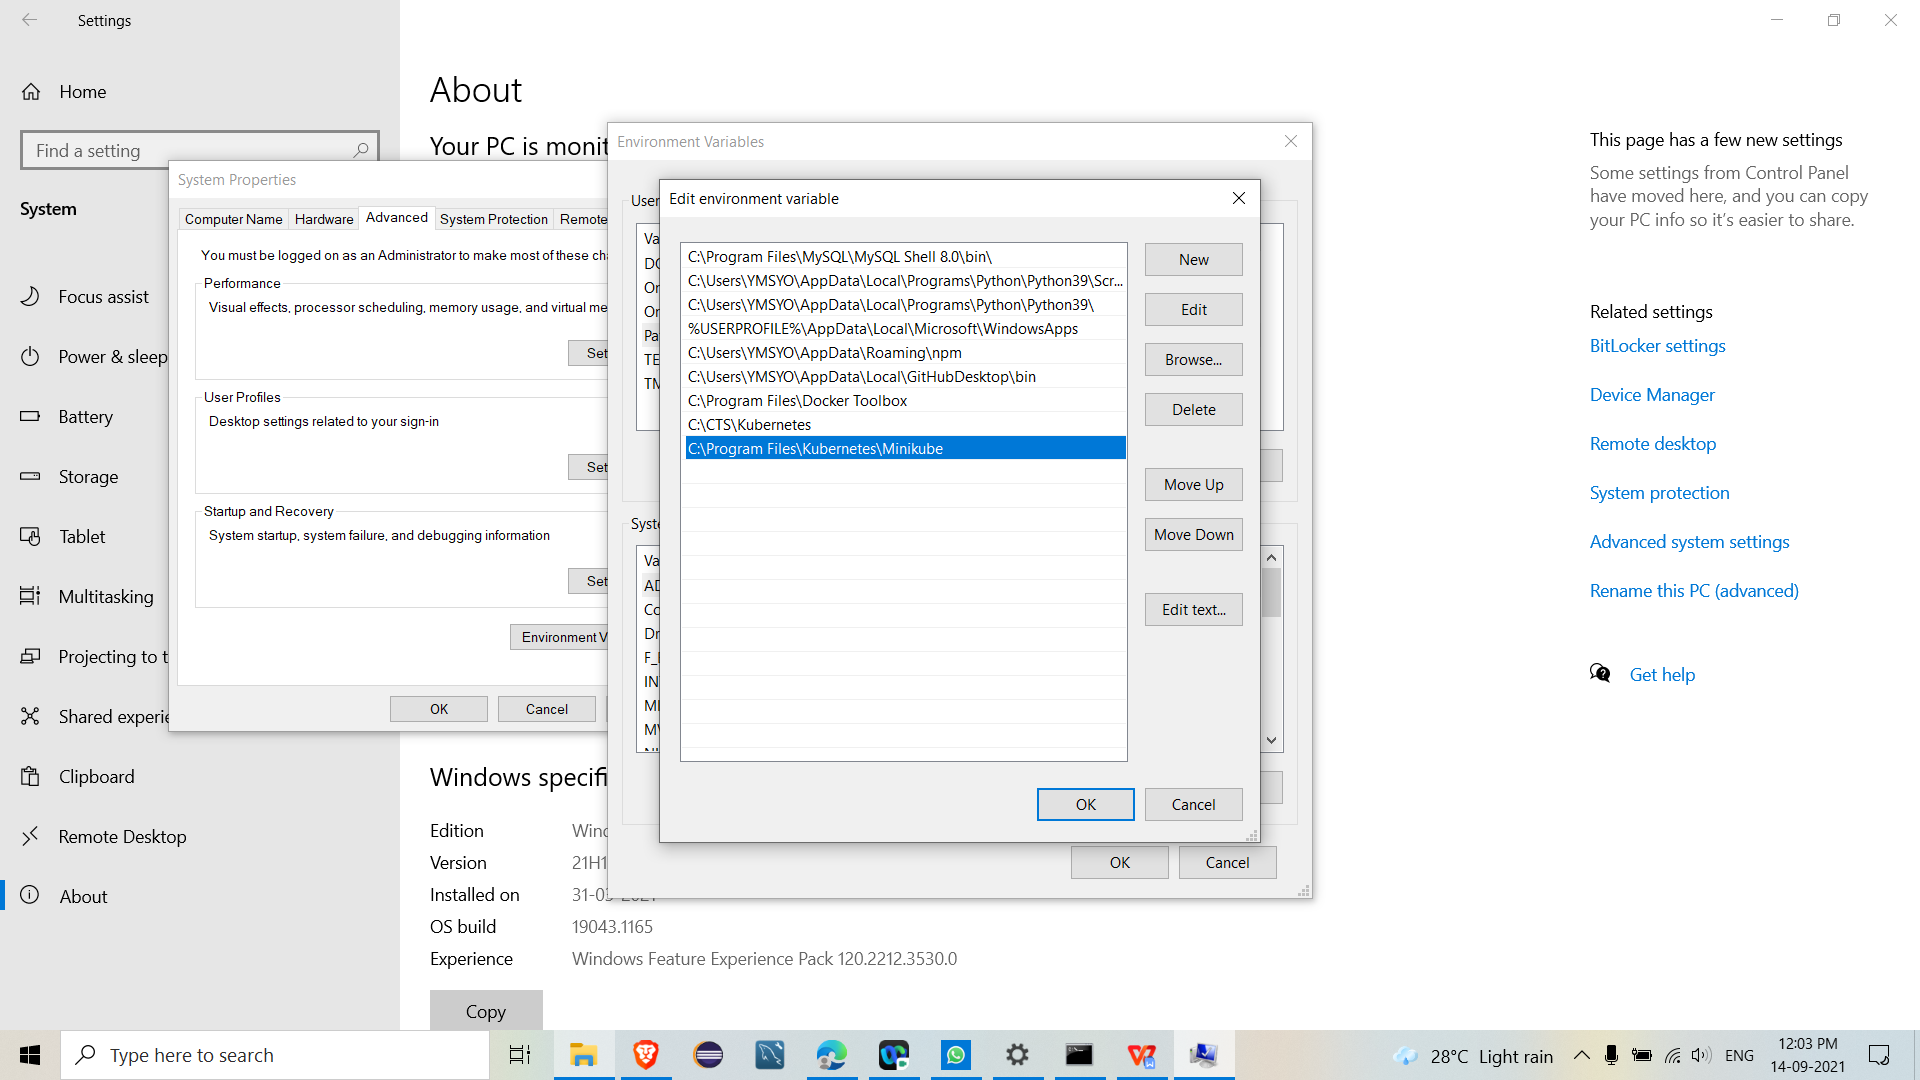 Settings
Home
Find a setting
System
Focus assist
Power & sleep
Battery
Storage
Tablet
Multitasking
Projecting to t
Shared experie
Clipboard
Remote Desktop
About
About
Your PC is monit
System Properties
Computer Name
Hardware
Advanced
System Protection
Remote
You must be logged on as an Administrator to make most of these cha
Performance
Visual effects, processor scheduling, memory usage, and virtual me
Set
User Profiles
Desktop settings related to your sign-in
Set
Startup and Recovery
System startup, system failure, and debugging information
Set
Environment V
OK
Cancel
Windows specifi
Edition
Version
21H1
Installed on
OS build
19043.1165
Experience
Windows Feature Experience Pack 120.2212.3530.0
Copy
Environment Variables
User
Va
Pa
TE
Syste
Va
OK
Cancel
Edit environment variable
C:\Program Files\MySQL\MySQL Shell 8.0\bin\
C:\Users\YMSYO\AppData\Local\Programs\Python\Python39\Scr...
C:\Users\YMSYO\AppData\Local\Programs\Python\Python39\
%USERPROFILE%\AppData\Local\Microsoft\WindowsApps
C:\Users\YMSYO\AppData\Roaming\npm
C:\Users\YMSYO\AppData\Local\GitHubDesktop\bin
C:\Program Files\Docker Toolbox
C:\CTS\Kubernetes
C:\Program Files\Kubernetes\Minikube
New
Edit
Browse...
Delete
Move Up
Move Down
Edit text...
OK
Cancel
This page has a few new settings
Some settings from Control Panel
have moved here, and you can copy
your PC info so it's easier to share.
Related settings
BitLocker settings
Device Manager
Remote desktop
System protection
Advanced system settings
Rename this PC (advanced)
Get help
Type here to search
28°C Light rain
ENG
12:03 PM
14-09-2021